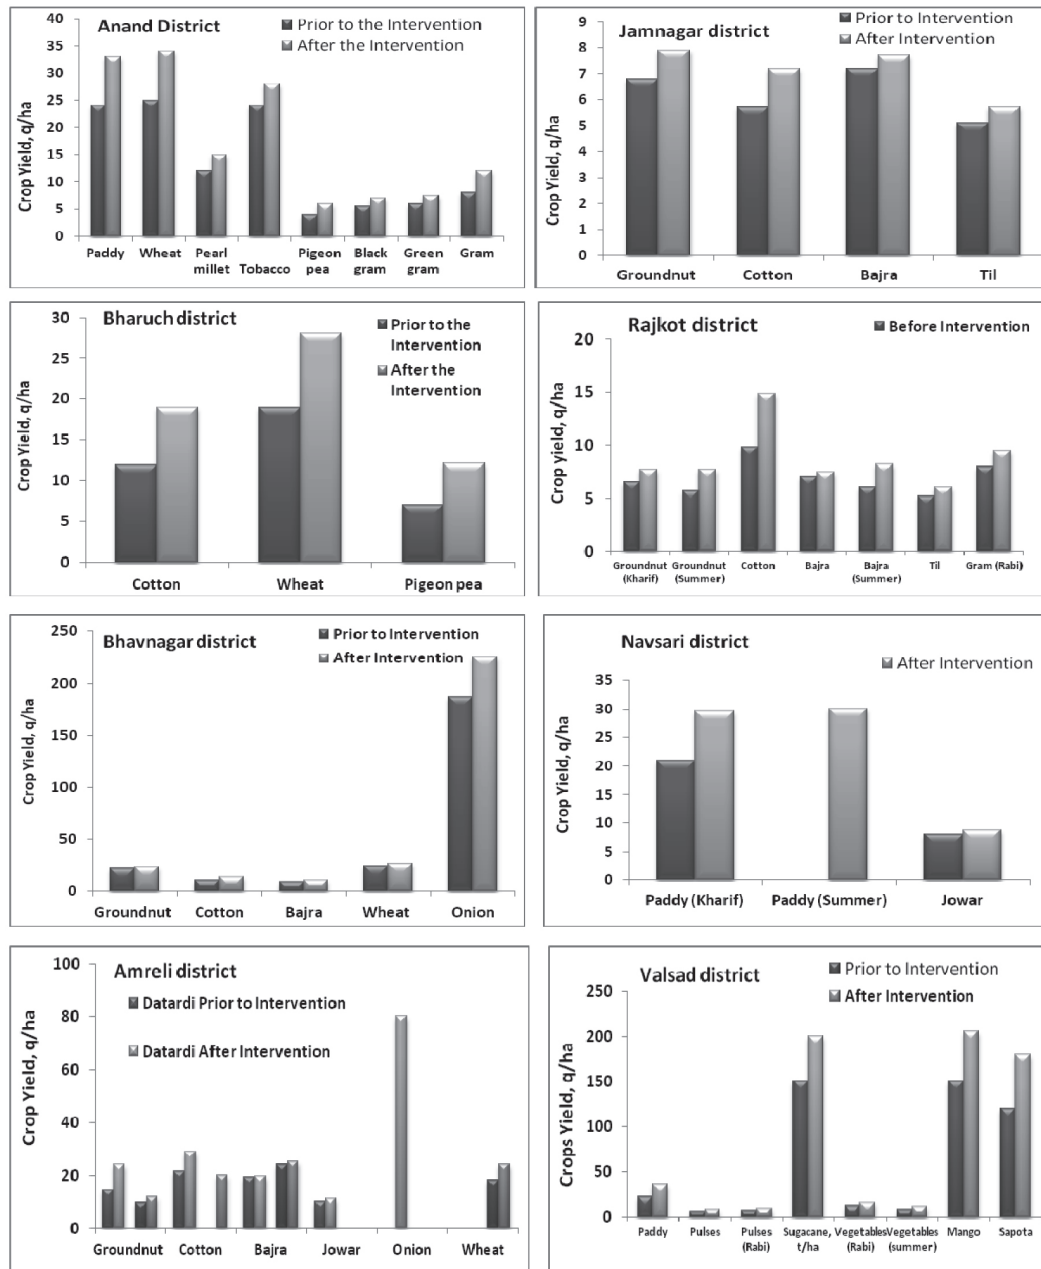 Anand District
Prior to the Intervention
After the Intervention
Crop Yield, q/ha
40
35
30
25
20
15
10
5
0
Paddy Wheat Pearl millet Tobacco Pigeon pea Black gram Green gram Gram
Jamnagar district
Prior to Intervention
After Intervention
Crop Yield, q/ha
9
8
7
6
5
4
3
2
1
0
Groundnut Cotton Bajra Til
Bharuch district
Prior to the
Intervention
After the
Intervention
Crop Yield, q/ha
30
25
20
15
10
5
0
Cotton Wheat Pigeon pea
Rajkot district
Before Intervention
Crop yield, q/ha
20
15
10
5
0
Groundnut (Kharif) Groundnut (Summer) Cotton Bajra Bajra (Summer) Til Gram (Rabi)
Bhavnagar district
Prior to Intervention
After Intervention
Crop Yield, q/ha
250
200
150
100
50
0
Groundnut Cotton Bajra Wheat Onion
Navsari district
After Intervention
Crop Yield, q/ha
35
30
25
20
15
10
5
0
Paddy (Kharif) Paddy (Summer) Jowar
Amreli district
Datardi Prior to Intervention
Datardi After Intervention
Crop Yield, q/ha
100
80
60
40
20
0
Groundnut Cotton Bajra Jowar Onion Wheat
Valsad district
Prior to Intervention
After Intervention
Crops Yield, q/ha
250
200
150
100
50
0
Paddy Pulses Pulses (Rabi) Sugacane, t/ha Vegetables (Rabi) Vegetables (summer) Mango Sapota